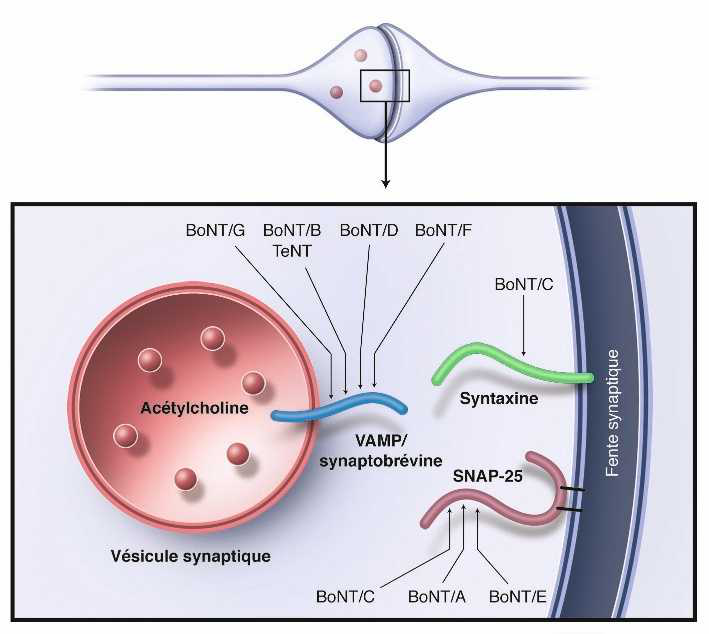 BoNT/G
BoNT/B
TeNT
BoNT/D
BoNT/F
BoNT/C
Acétylcholine
VAMP/
synaptobrévine
Syntaxine
Fente synaptique
SNAP-25
Vésicule synaptique
BoNT/C
BoNT/A
BoNT/E